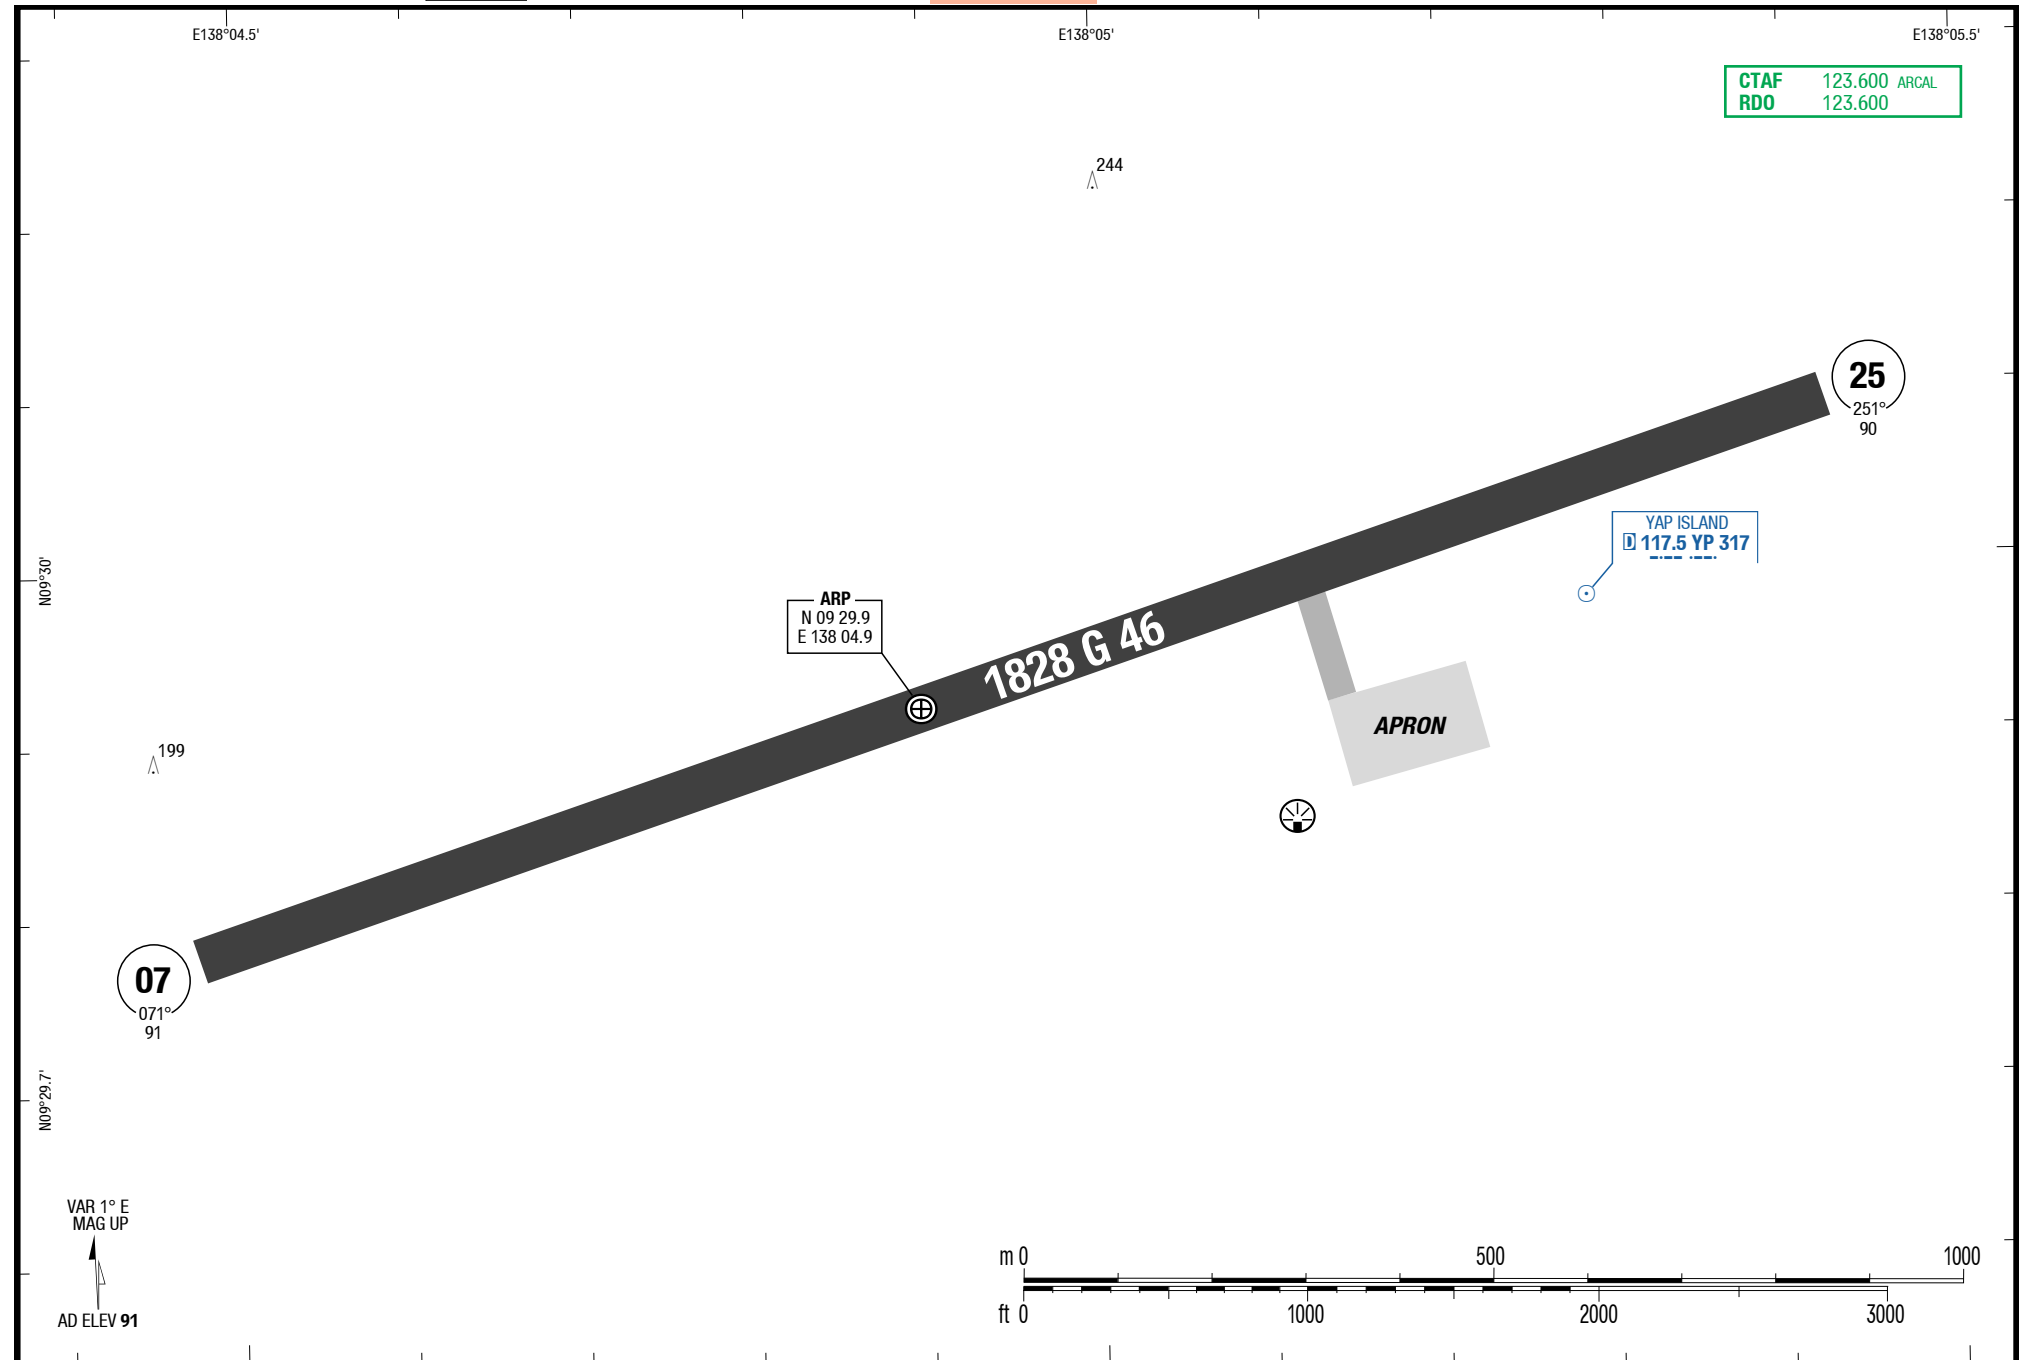 E138°04.5'
E138°05'
E138°05.5'
CTAF 123.600 ARCAL
RDO 123.600
244
25
251°
90
YAP ISLAND
D 117.5 YP 317
N09°30'
ARP
N 09 29.9
E 138 04.9
1828 G 46
APRON
199
07
071°
91
N09°29.7'
VAR 1° E
MAG UP
AD ELEV 91
m 0 500 1000
ft 0 1000 2000 3000